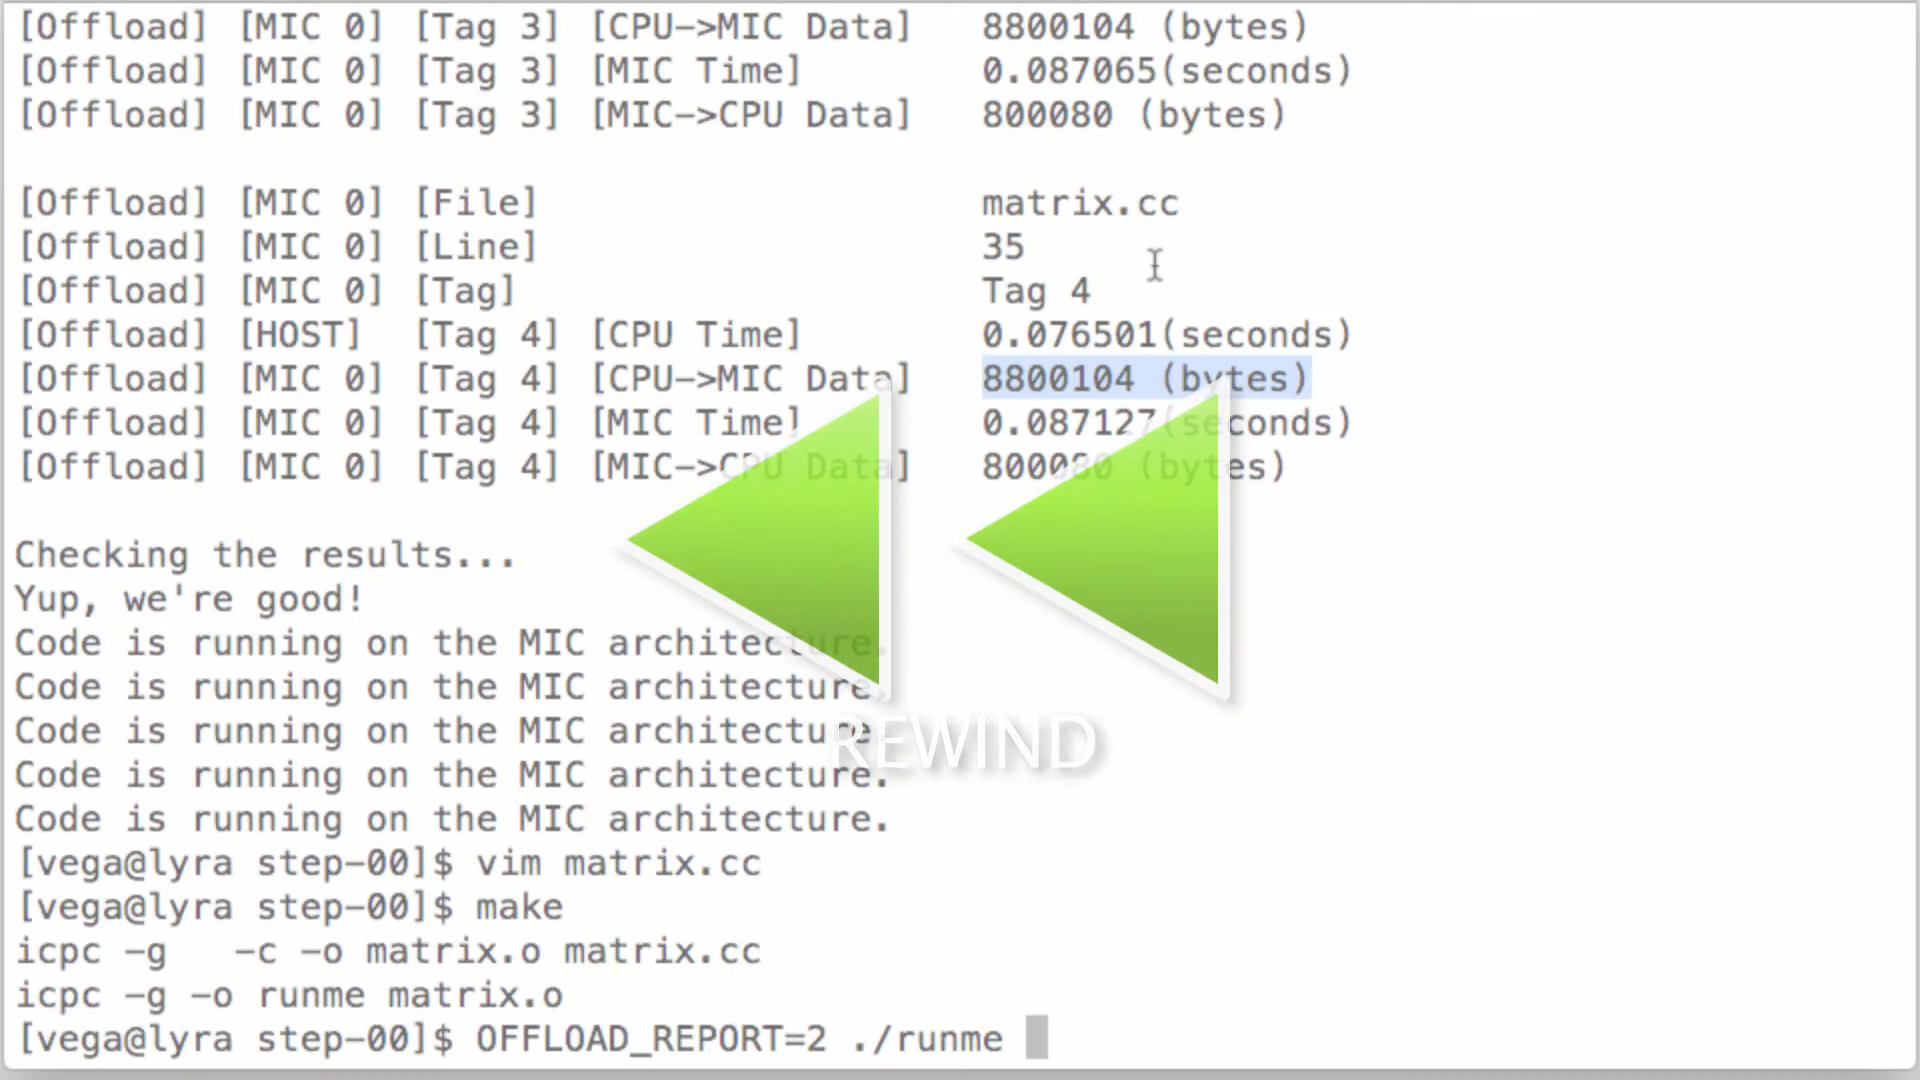 [Offload] [MIC 0] [Tag 3] [CPU->MIC Data] 8800104 (bytes)
[Offload] [MIC 0] [Tag 3] [MIC Time] 0.087065(seconds)
[Offload] [MIC 0] [Tag 3] [MIC->CPU Data] 800080 (bytes)
[Offload] [MIC 0] [File] matrix.cc
[Offload] [MIC 0] [Line] 35
[Offload] [MIC 0] [Tag] Tag 4
[Offload] [HOST] [Tag 4] [CPU Time] 0.076501(seconds)
[Offload] [MIC 0] [Tag 4] [CPU->MIC Data] 8800104 (bytes)
[Offload] [MIC 0] [Tag 4] [MIC Time] 0.087127(seconds)
[Offload] [MIC 0] [Tag 4] [MIC->CPU Data] 800080 (bytes)
Checking the results...
Yup, we're good!
Code is running on the MIC architecture.
Code is running on the MIC architecture.
Code is running on the MIC architecture.
REWIND
Code is running on the MIC architecture.
Code is running on the MIC architecture.
[vega@lyra step-00]$ vim matrix.cc
[vega@lyra step-00]$ make
icpc -g -c -o matrix.o matrix.cc
icpc -g -o runme matrix.o
[vega@lyra step-00]$ OFFLOAD_REPORT=2 ./runme